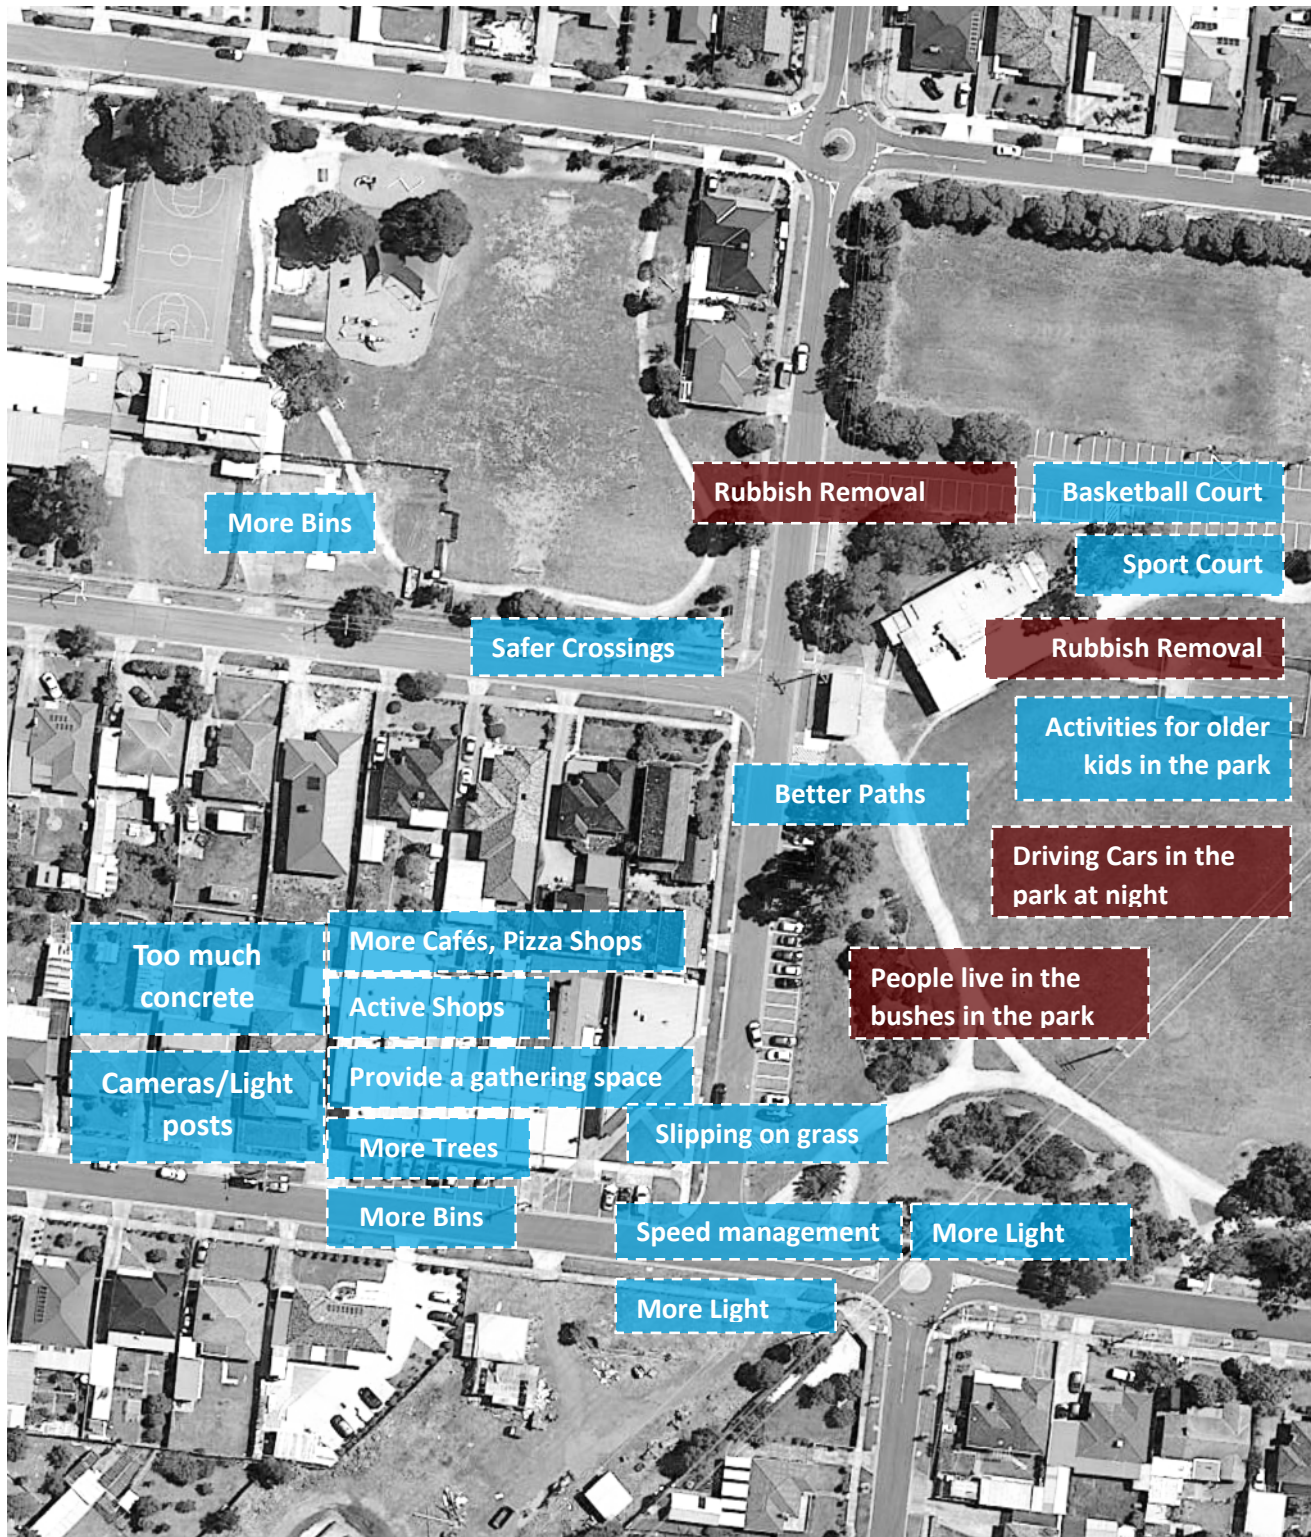 Rubbish Removal
Basketball Court
More Bins
Sport Court
Safer Crossings
Rubbish Removal
Activities for older
kids in the park
Better Paths
Driving Cars in the
park at night
Too much
concrete
More Cafés, Pizza Shops
People live in the
bushes in the park
Active Shops
Cameras/Light
posts
Provide a gathering space
More Trees
Slipping on grass
More Bins
Speed management
More Light
More Light